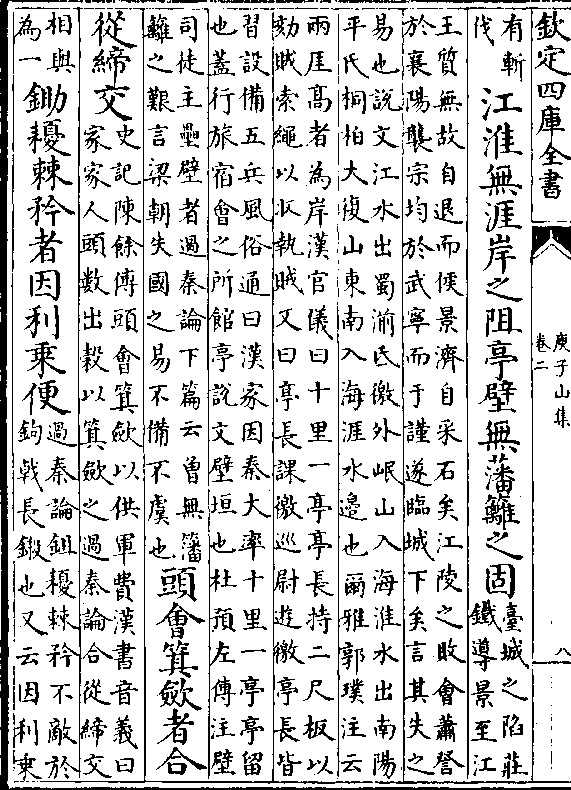 欽定四庫全書
庾子山集
卷二
八
有斬
伐
江淮無涯岸之阻亭壁無藩籬之固
臺城之陷莊
鐵導景至江
王質無故自退而侯景濟自采石矣江陵之敗會蕭詧
於襄陽襲宗均於武寧而于謹遂臨城下矣言其失之
易也說文江水出蜀湔氐徼外岷山入海淮水出南陽
平氏桐柏大復山東南入海涯水邊也爾雅郭璞注云
兩厓高者為岸漢官儀曰十里一亭亭長持二尺板以
劾賊索繩以收執賊又曰亭長課徼巡尉游徼亭長皆
習設備五兵風俗通曰漢家因秦大率十里一亭亭留
也蓋行旅宿會之所館亭說文壁垣也杜預左傳注壁
司徒主壘壁者過秦論下篇云曾無籓
籬之艱言梁朝失國之易不備不虞也
頭會箕歛者合
從締交
史記陳餘傳頭會箕歛以供軍費漢書音義曰
家家人頭數出穀以箕歛之過秦論合從締交
相與
為一
鋤耰棘矜者因利乘便
過秦論鉏耰棘矜不敵於
鉤戟長鎩也又云因利乘